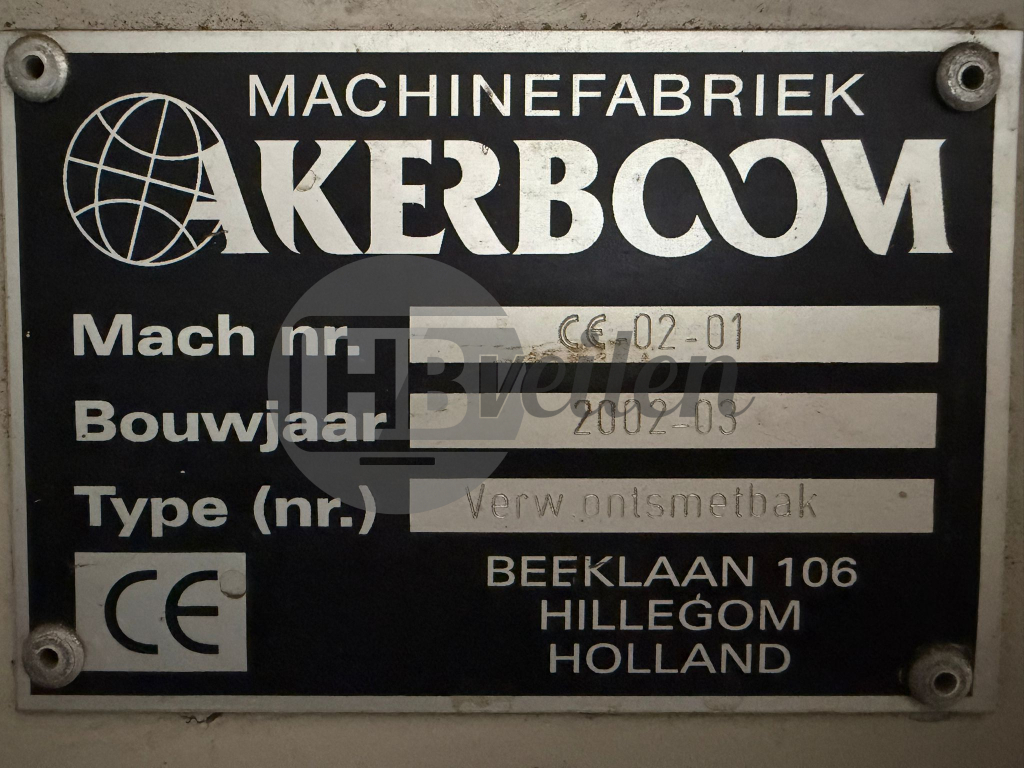 MACHINEFABRIEK
AKERBOOM
Mach nr. CE-02-01
Bouwjaar 2002-03
Type (nr.) Verw.ontsmetbak
HBveilen
CE
BEEKLAAN 106
HILLEGOM
HOLLAND